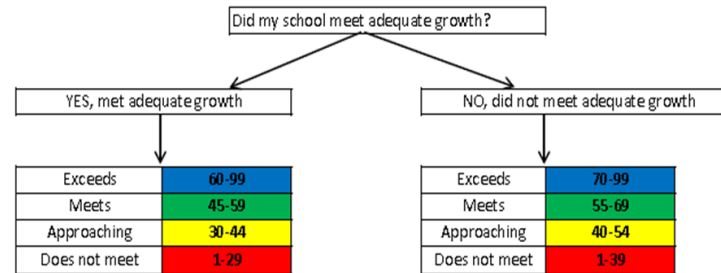 Did my school meet adequate growth?
YES, met adequate growth
NO, did not meet adequate growth
Exceeds 60-99
Meets 45-59
Approaching 30-44
Does not meet 1-29
Exceeds 70-99
Meets 55-69
Approaching 40-54
Does not meet 1-39